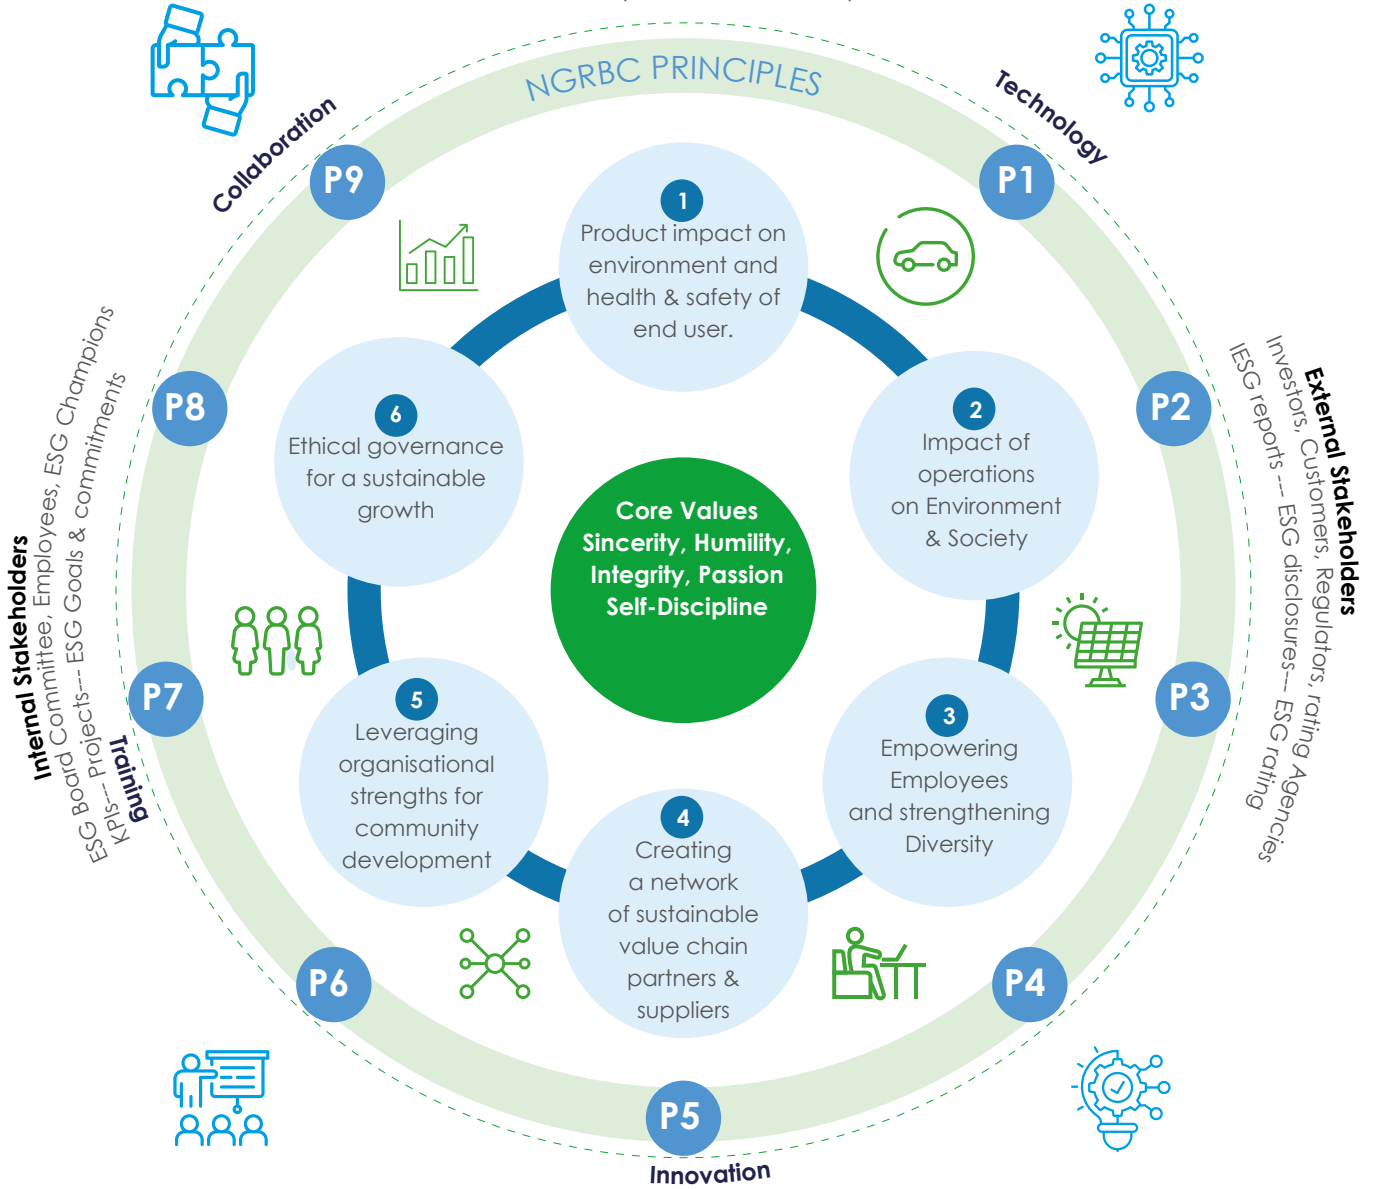 NGRBC PRINCIPLES
Collaboration
Technology
P9
P1
1
Product impact on
environment and
health & safety of
end user.
P8
P2
6
Ethical governance
for a sustainable
growth
2
Impact of
operations
on Environment
& Society
Core Values
Sincerity, Humility,
Integrity, Passion
Self-Discipline
Internal Stakeholders
ESG Board Committee, Employees, ESG Champions
KPIs--- Projects--- ESG Goals & commitments
External Stakeholders
Investors, Customers, Regulators, rating Agencies
IESG reports --- ESG disclosures--- ESG rating
P7
P3
Training
5
Leveraging
organisational
strengths for
community
development
3
Empowering
Employees
and strengthening
Diversity
4
Creating
a network
of sustainable
value chain
partners &
suppliers
P6
P4
P5
Innovation